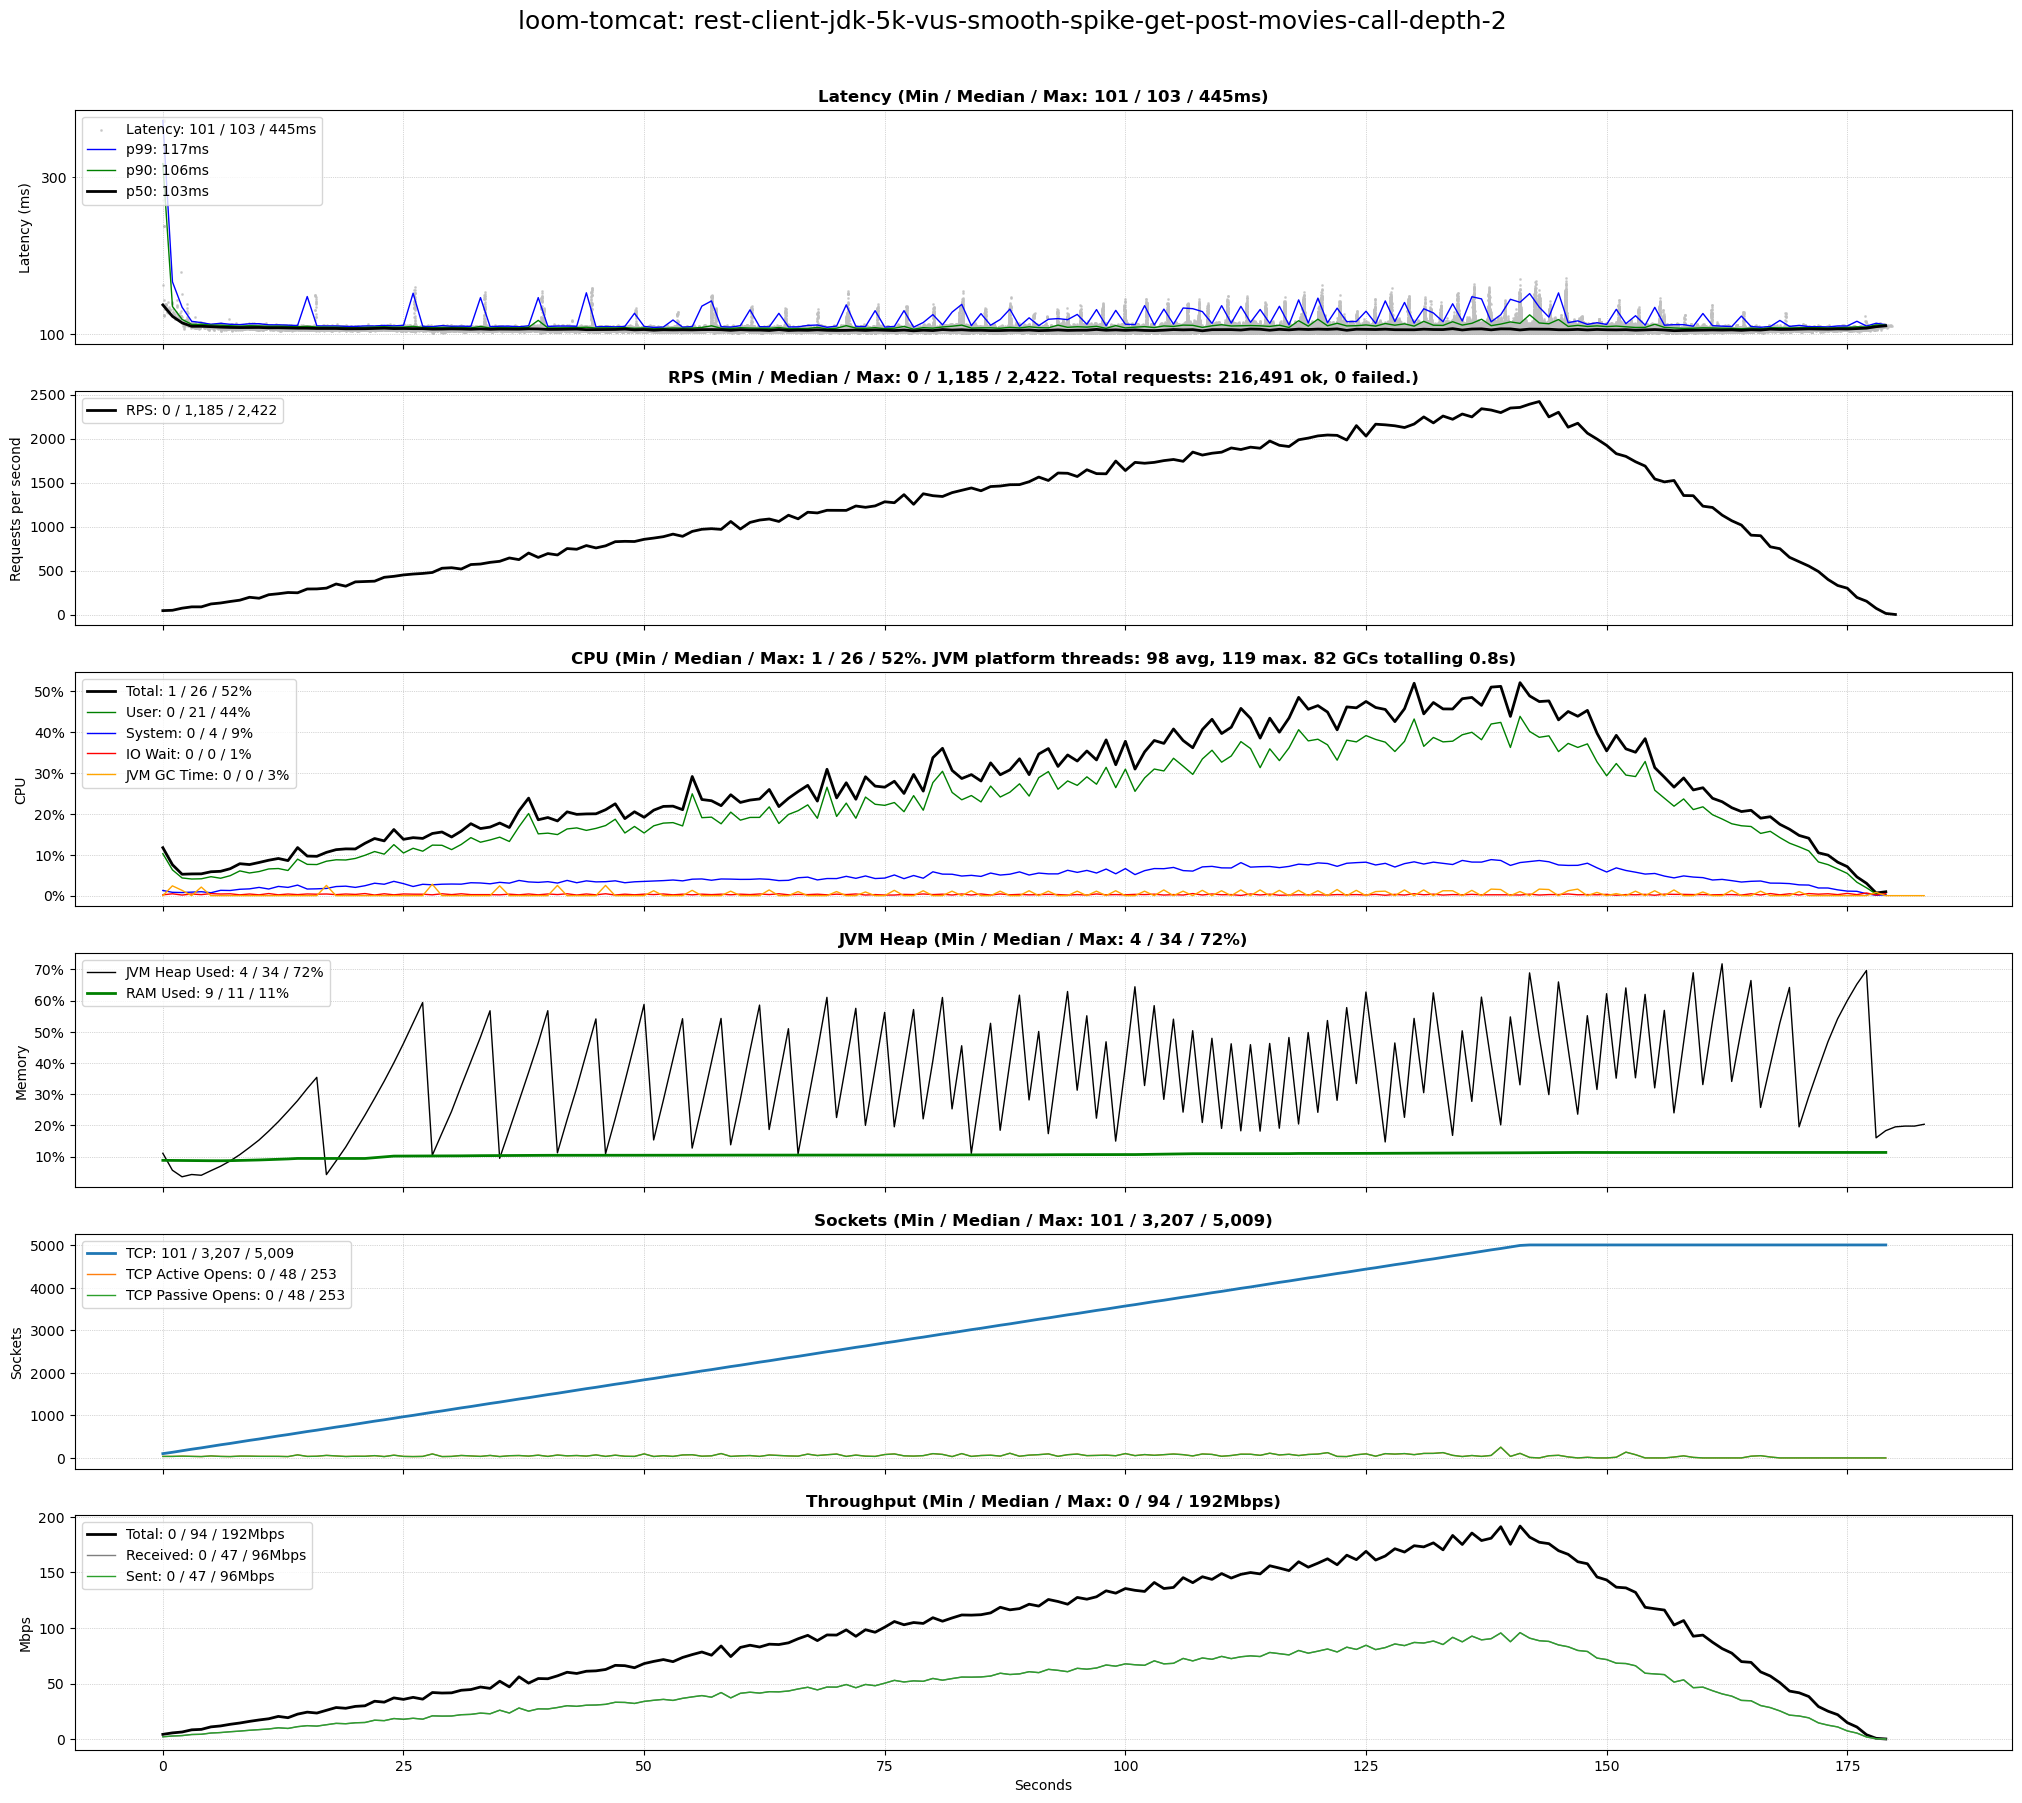 loom-tomcat: rest-client-jdk-5k-vus-smooth-spike-get-post-movies-call-depth-2
Latency (Min / Median / Max: 101 / 103 / 445ms)
Latency: 101 / 103 / 445ms
p99: 117ms
p90: 106ms
p50: 103ms
300
100
Latency (ms)
RPS (Min / Median / Max: 0 / 1,185 / 2,422. Total requests: 216,491 ok, 0 failed.)
RPS: 0 / 1,185 / 2,422
2500
2000
1500
1000
500
0
Requests per second
CPU (Min / Median / Max: 1 / 26 / 52%. JVM platform threads: 98 avg, 119 max. 82 GCs totalling 0.8s)
Total: 1 / 26 / 52%
User: 0 / 21 / 44%
System: 0 / 4 / 9%
IO Wait: 0 / 0 / 1%
JVM GC Time: 0 / 0 / 3%
50%
40%
30%
20%
10%
0%
CPU
JVM Heap (Min / Median / Max: 4 / 34 / 72%)
JVM Heap Used: 4 / 34 / 72%
RAM Used: 9 / 11 / 11%
70%
60%
50%
40%
30%
20%
10%
Memory
Sockets (Min / Median / Max: 101 / 3,207 / 5,009)
TCP: 101 / 3,207 / 5,009
TCP Active Opens: 0 / 48 / 253
TCP Passive Opens: 0 / 48 / 253
5000
4000
3000
2000
1000
0
Sockets
Throughput (Min / Median / Max: 0 / 94 / 192Mbps)
Total: 0 / 94 / 192Mbps
Received: 0 / 47 / 96Mbps
Sent: 0 / 47 / 96Mbps
200
150
100
50
0
Mbps
0 25 50 75 100 125 150 175
Seconds